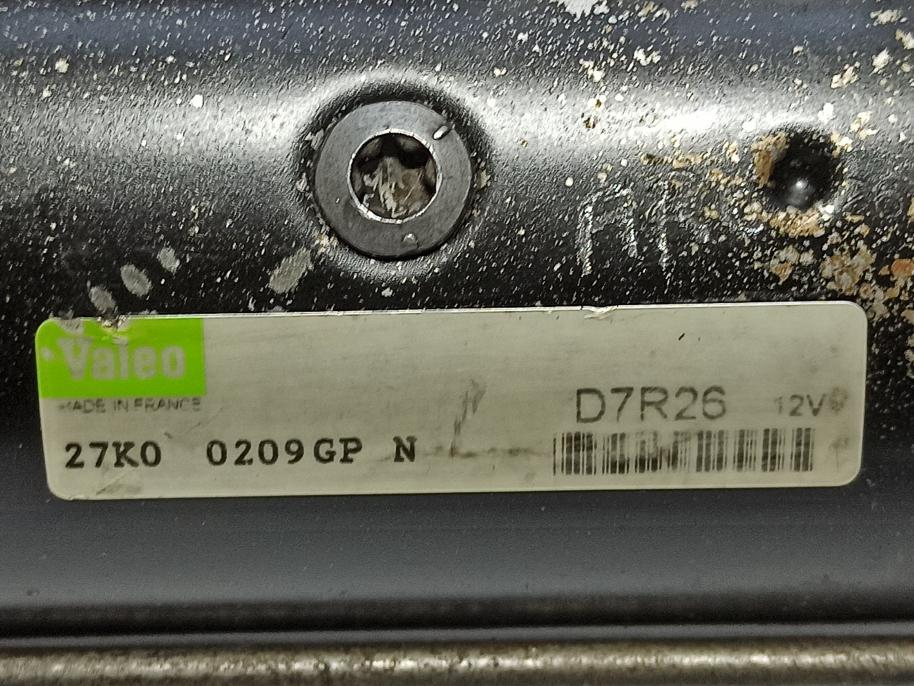 Valeo
MADE IN FRANCE
D7R26 12V
27K0 0209GP N